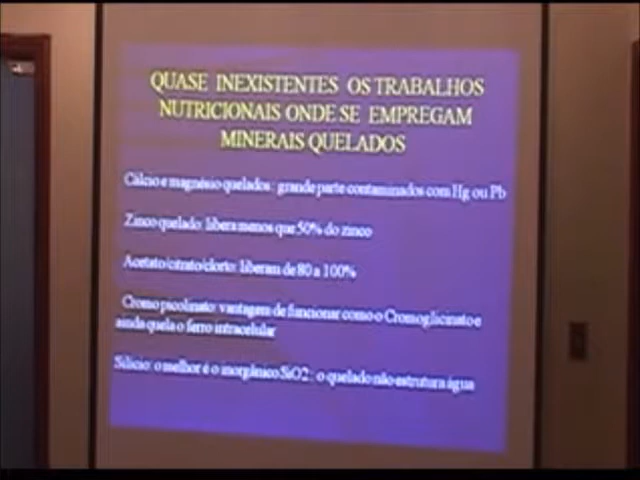 QUASE INEXISTENTES OS TRABALHOS
NUTRICIONAIS ONDE SE EMPREGAM
MINERAIS QUELADOS
Cálcio e magnésio quelados : grande parte contaminados com Hg ou Pb
Zinco quelado: libera menos que 50% do zinco
Acetato/citrato/clorto: liberam de 80 a 100%
Cromo picolinato: vantagem de funcionar como o Cromoglicinato e
ainda quela o ferro intracelular
Silício: o melhor é o inorgânico SiO2 : o quelado não estrutura água